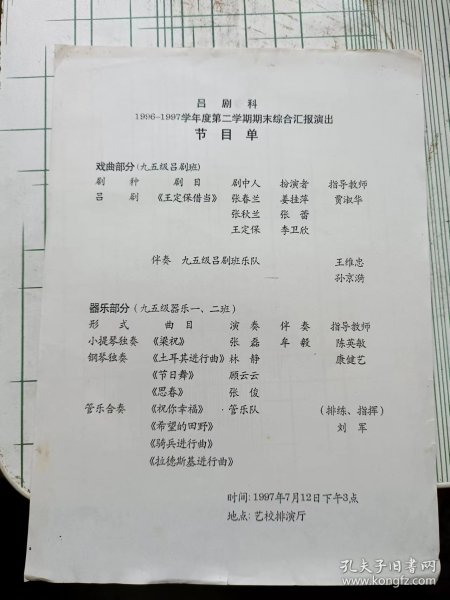 吕剧科
1996-1997学年度第二学期期末综合汇报演出
节目单
戏曲部分(九五级吕剧班)
剧种 剧目 剧中人 扮演者 指导教师
吕剧 《王定保借当》 张春兰 姜桂萍 贾淑华
张秋兰 张蕾
王定保 李卫欣
伴奏 九五级吕剧班乐队 王维忠
孙京漪
器乐部分(九五级器乐一、二班)
形式 曲目 演奏 伴奏 指导教师
小提琴独奏 《梁祝》 张磊 牟毅 陈英敏
钢琴独奏 《土耳其进行曲》 林静 康健艺
《节日舞》 顾云云
《思春》 张俊
管乐合奏 《祝你幸福》 管乐队 (排练、指挥)
《希望的田野》 刘军
《骑兵进行曲》
《拉德斯基进行曲》
时间:1997年7月12日下午3点
地点:艺校排演厅
孔夫子旧书网
www.kongfz.com